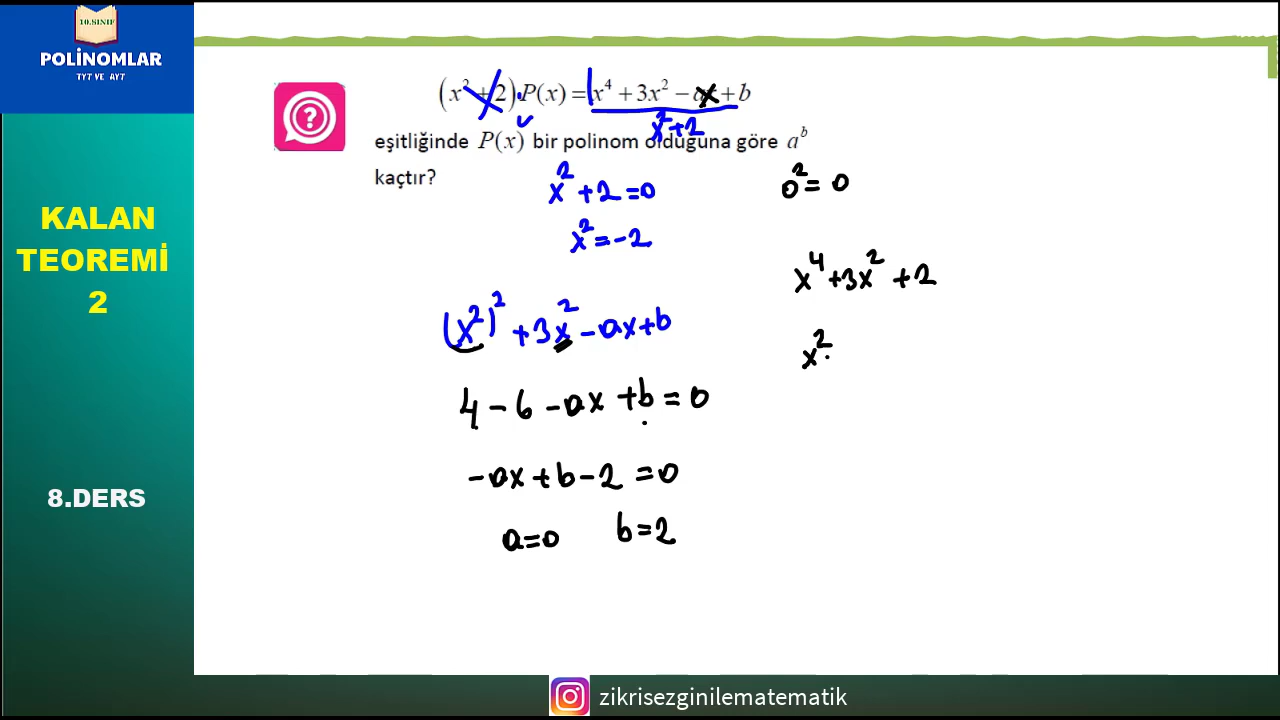 10.SINIF
POLİNOMLAR
TYT VE AYT
KALAN
TEOREMİ
2
8.DERS
(x² + 2).P(x) = x⁴ + 3x² − ax + b
x²+2
eşitliğinde P(x) bir polinom olduğuna göre aᵇ
kaçtır?
x² + 2 = 0
x² = -2
(x²)² + 3x² - ax + b
4 - 6 - ax + b = 0
-ax + b - 2 = 0
a = 0 b = 2
0² = 0
x⁴ + 3x² + 2
x²
zikrisezginilematematik